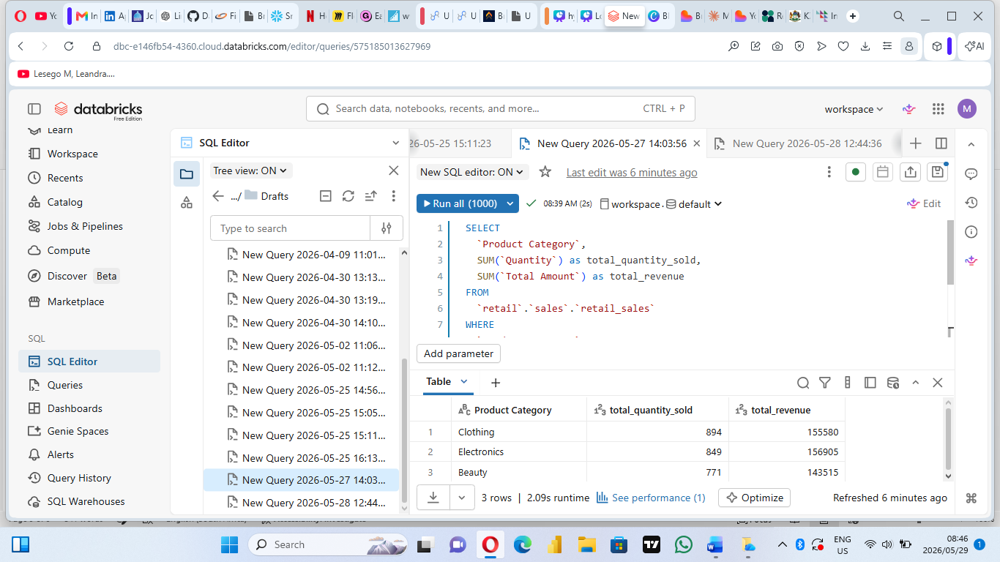 Yo
In
A
Jo
Li
D
Fi
B
Sr
H
Fl
E
w
U
U
B
U
hy
Lo
New
Bl
B
M
Yo
R
K
In
dbc-e146fb54-4360.cloud.databricks.com/editor/queries/575185013627969
AI
Lesego M, Leandra....
databricks
Free Edition
Search data, notebooks, recents, and more...
CTRL + P
workspace
M
Learn
Workspace
Recents
Catalog
Jobs & Pipelines
Compute
Discover Beta
Marketplace
SQL
SQL Editor
Queries
Dashboards
Genie Spaces
Alerts
Query History
SQL Warehouses
SQL Editor
Tree view: ON
.../ Drafts
Type to search
New Query 2026-04-09 11:01...
New Query 2026-04-30 13:13...
New Query 2026-04-30 13:19...
New Query 2026-04-30 14:10...
New Query 2026-05-02 11:06...
New Query 2026-05-02 11:12...
New Query 2026-05-25 14:56...
New Query 2026-05-25 15:05...
New Query 2026-05-25 15:11...
New Query 2026-05-25 16:13...
New Query 2026-05-27 14:03...
New Query 2026-05-28 12:44...
26-05-25 15:11:23
New Query 2026-05-27 14:03:56
New Query 2026-05-28 12:44:36
New SQL editor: ON
Last edit was 6 minutes ago
Run all (1000)
08:39 AM (2s)
workspace . default
Edit
1 SELECT
2 `Product Category`,
3 SUM(`Quantity`) as total_quantity_sold,
4 SUM(`Total Amount`) as total_revenue
5 FROM
6 `retail`.`sales`.`retail_sales`
7 WHERE
Add parameter
Table
Product Category total_quantity_sold total_revenue
1 Clothing 894 155580
2 Electronics 849 156905
3 Beauty 771 143515
3 rows | 2.09s runtime
See performance (1)
Optimize
Refreshed 6 minutes ago
Search
ENG
US
08:46
2026/05/29
1